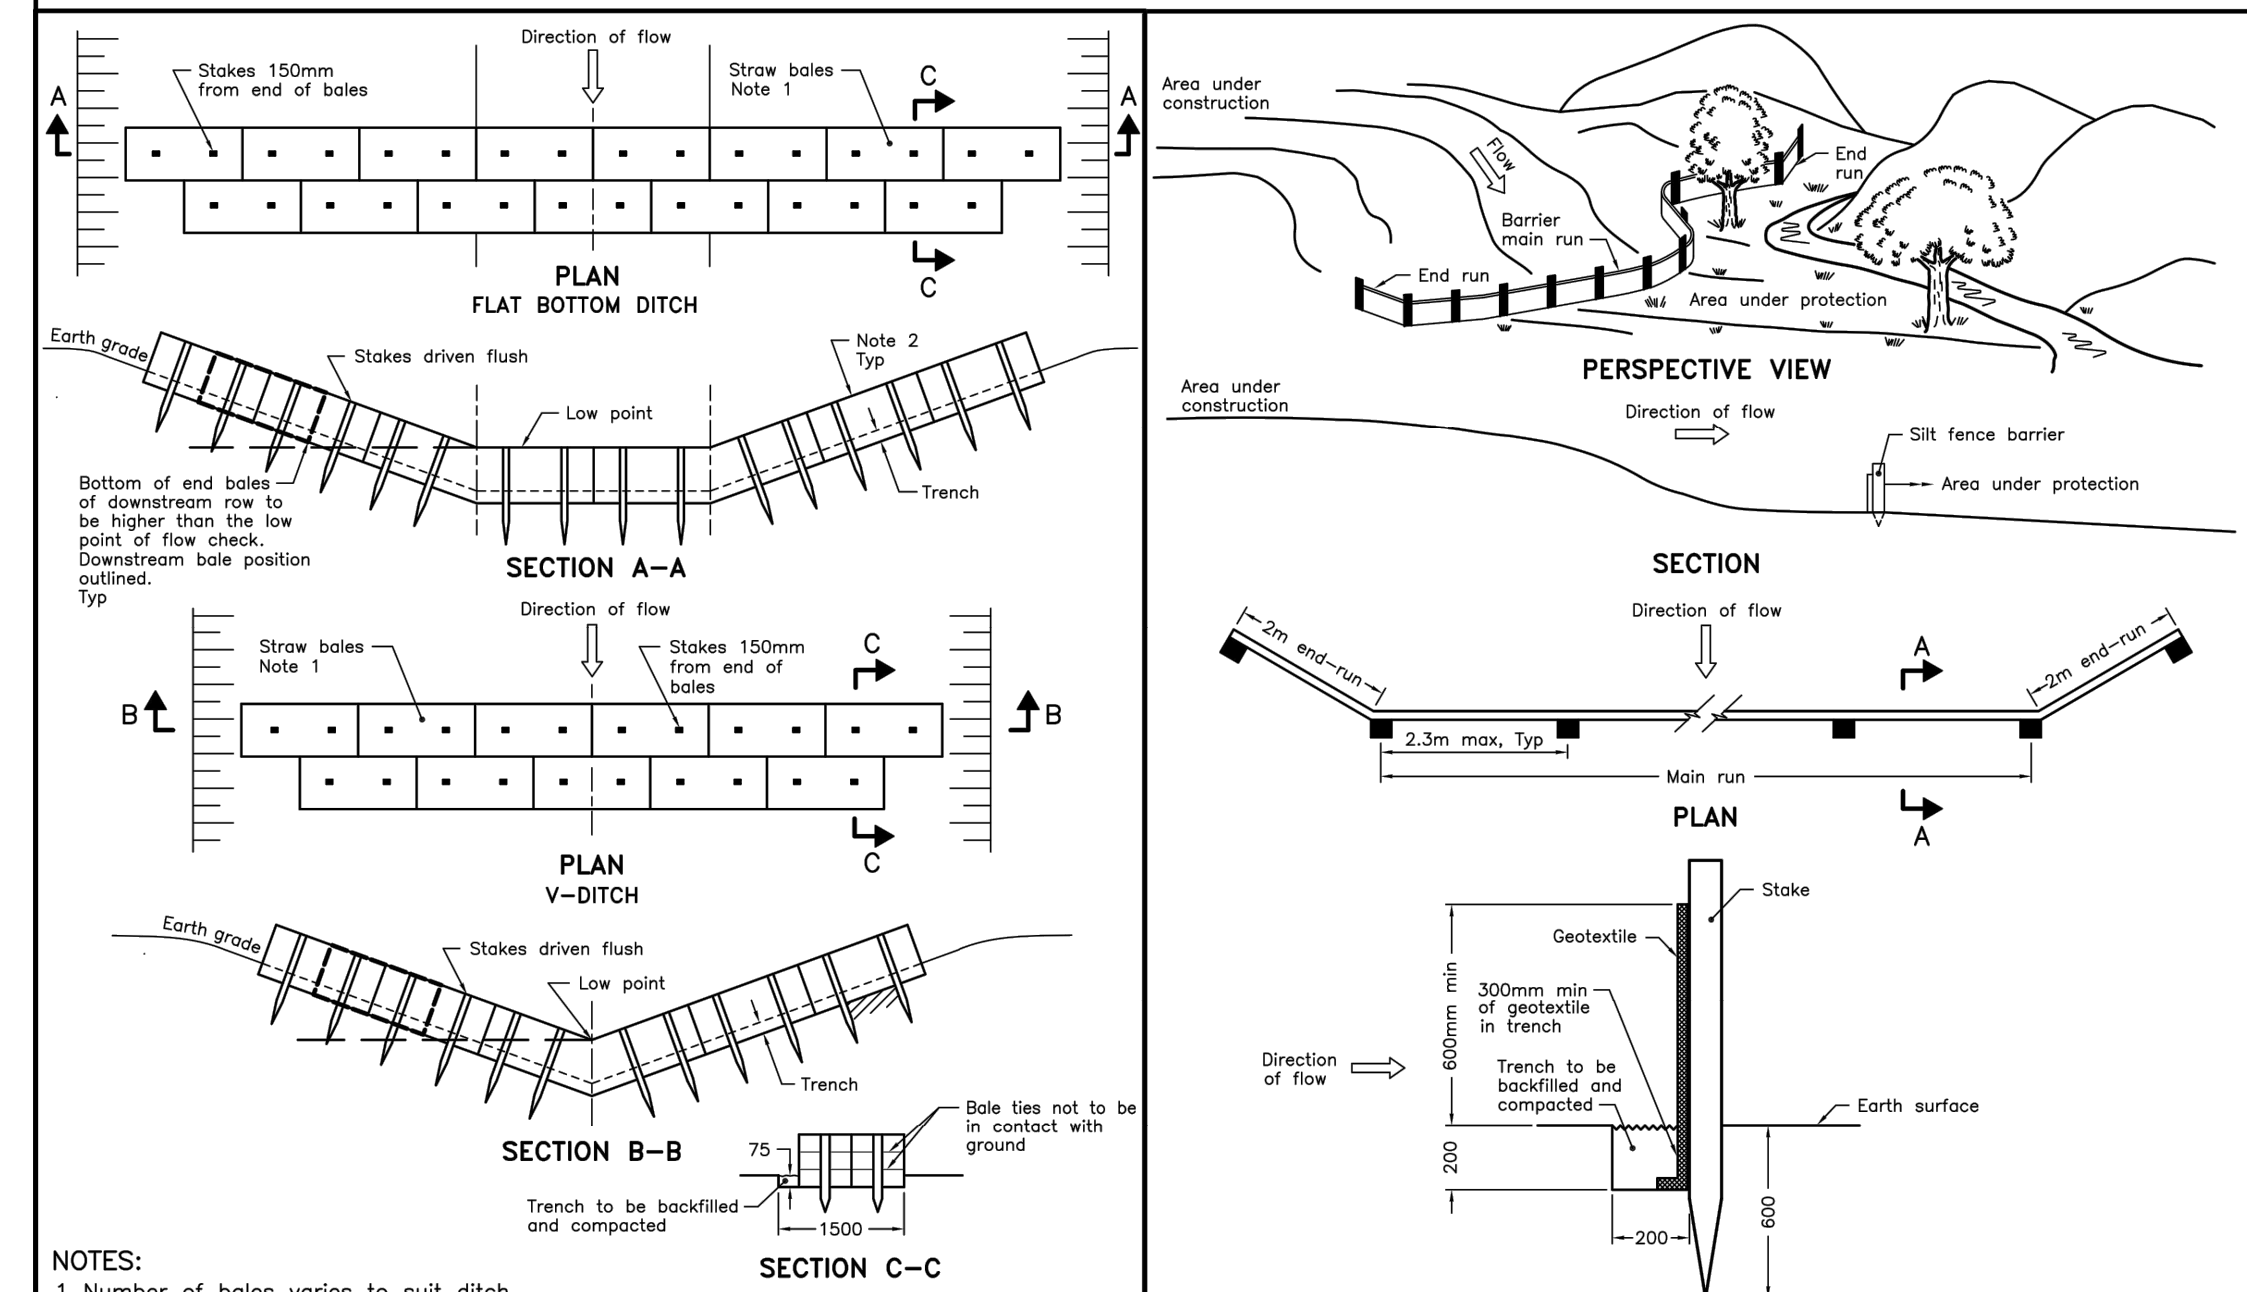 Direction of flow
Stakes 150mm
from end of bales
Straw bales
Note 1
C
A
A
C
PLAN
FLAT BOTTOM DITCH
Earth grade
Stakes driven flush
Note 2
Typ
Low point
Trench
Bottom of end bales
of downstream row to
be higher than the low
point of flow check.
Downstream bale position
outlined.
Typ
SECTION A-A
Direction of flow
Straw bales
Note 1
Stakes 150mm
from end of
bales
C
B
B
C
PLAN
V-DITCH
Earth grade
Stakes driven flush
Low point
Trench
SECTION B-B
Bale ties not to be
in contact with
ground
75
Trench to be backfilled
and compacted
1500
SECTION C-C
NOTES:
1 Number of bales varies to suit ditch
Area under
construction
Flow
End
run
Barrier
main run
End run
Area under protection
PERSPECTIVE VIEW
Area under
construction
Direction of flow
Silt fence barrier
Area under protection
SECTION
Direction of flow
2m end-run
2m end-run
A
2.3m max, Typ
Main run
A
PLAN
Stake
Geotextile
600mm min
300mm min
of geotextile
in trench
Direction
of flow
Trench to be
backfilled and
compacted
Earth surface
200
200
600